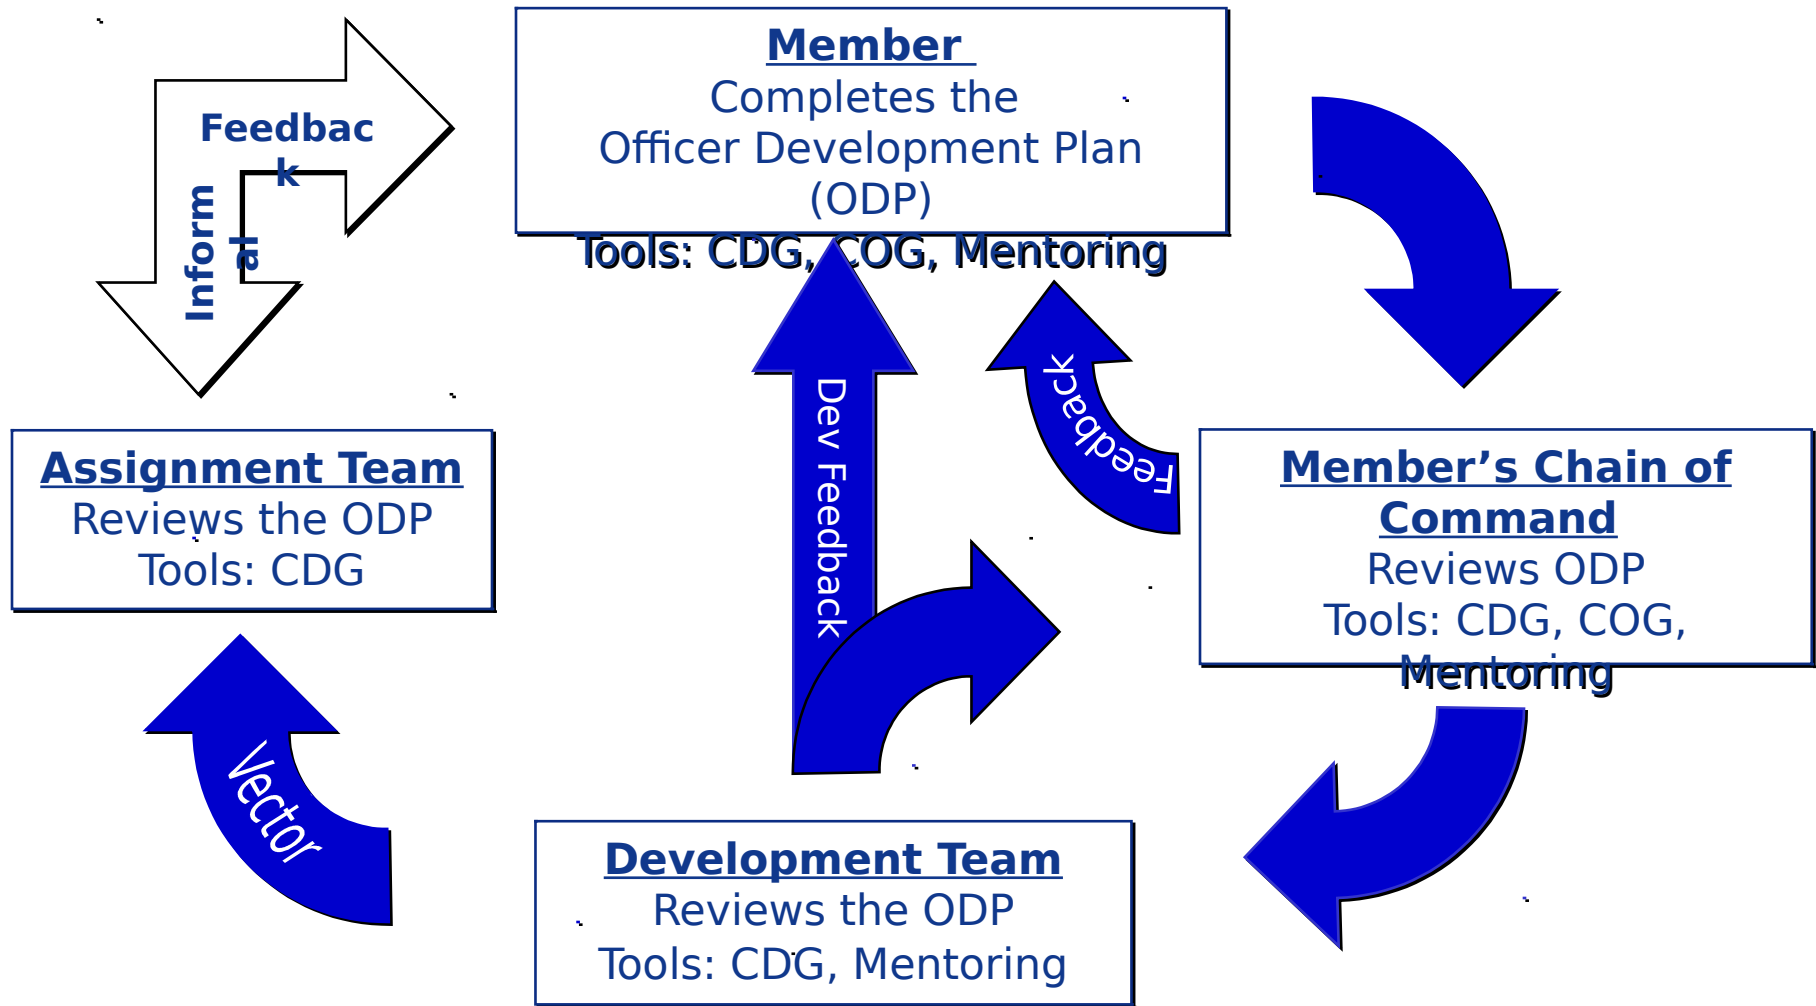 Member
Completes the
Officer Development Plan
(ODP)
Tools: CDG, COG, Mentoring
Feedbac
k
Inform
al
Dev Feedback
Feedback
Assignment Team
Reviews the ODP
Tools: CDG
Member’s Chain of
Command
Reviews ODP
Tools: CDG, COG,
Mentoring
Vector
Development Team
Reviews the ODP
Tools: CDG, Mentoring